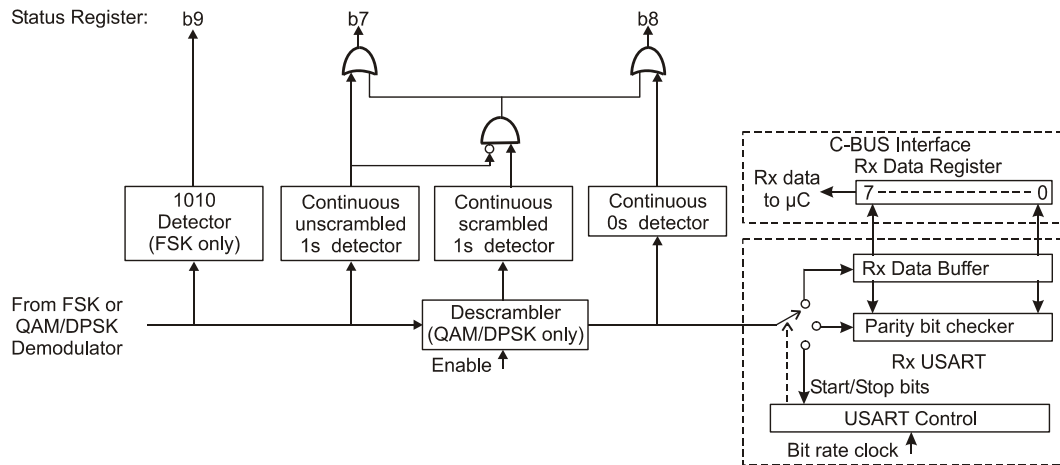 Status Register: b9 b7 b8
C-BUS Interface
Rx Data Register
Rx data
to µC
7 0
1010
Detector
(FSK only)
Continuous
unscrambled
1s detector
Continuous
scrambled
1s detector
Continuous
0s detector
Rx Data Buffer
From FSK or
QAM/DPSK
Demodulator
Descrambler
(QAM/DPSK only)
Enable
Parity bit checker
Rx USART
Start/Stop bits
USART Control
Bit rate clock